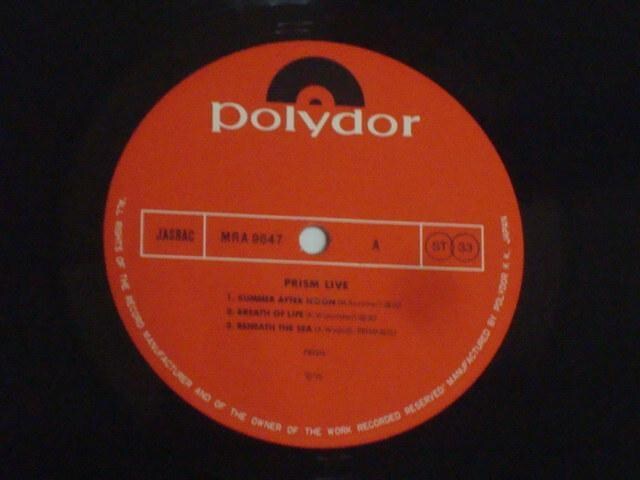 polydor
JASRAC MRA 9647 A ST 33
PRISM LIVE
1. SUMMER AFTER NOON
2. BREATH OF LIFE
3. BENEATH THE SEA
PRISM
'ALL RIGHTS OF THE RECORD MANUFACTURER AND OF THE OWNER OF THE WORK RECORDED RESERVED' MANUFACTURED BY POLYDOR K.K. JAPAN